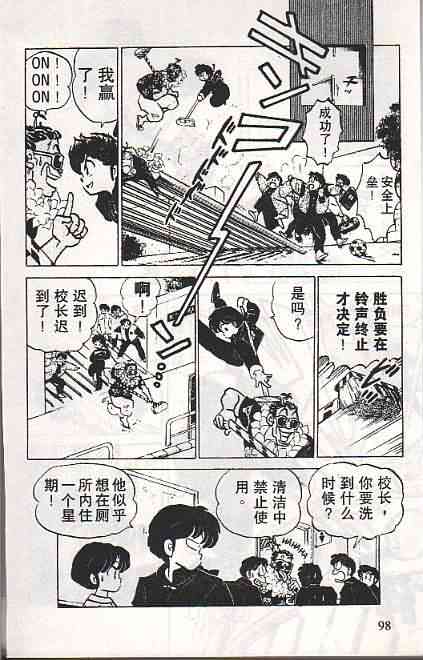 成功了！
安全上
垒！
我赢
了！
ON！！
ON！
ON
胜负要在
铃声终止
才决定！
是吗？
啊！
迟到！
校长迟
到了！
校长，
你要洗
到什么
时候？
清洁中
禁止使
用。
他似乎
想在厕
所内住
一个星
期！
98